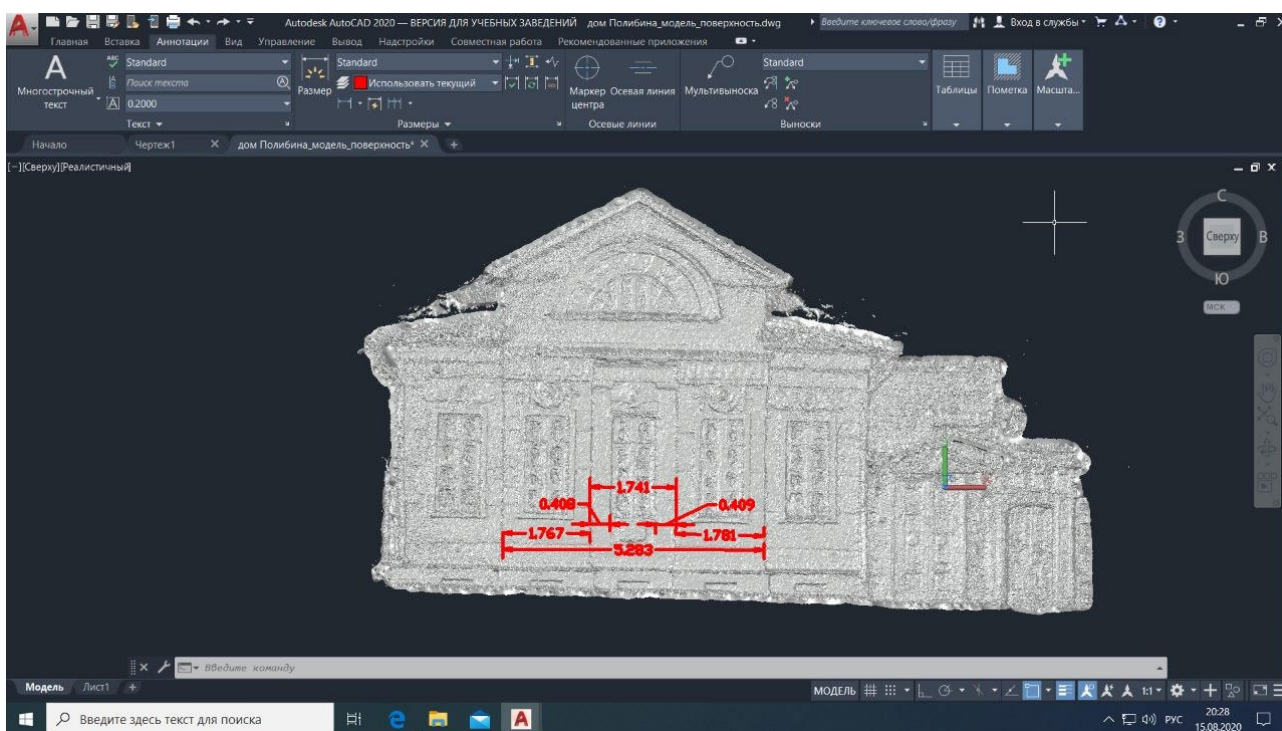 Autodesk AutoCAD 2020 — ВЕРСИЯ ДЛЯ УЧЕБНЫХ ЗАВЕДЕНИЙ дом Полибина_модель_поверхность.dwg Введите ключевое слово/фразу Вход в службы
Главная Вставка Аннотации Вид Управление Вывод Надстройки Совместная работа Рекомендованные приложения
Многострочный текст
Standard
Поиск текста
0.2000
Текст
Размер
Standard
Использовать текущий
Размеры
Маркер центра
Осевая линия
Осевые линии
Мультивыноска
Standard
Выноски
Таблицы
Пометка
Масшта...
Начало Чертеж1 дом Полибина_модель_поверхность*
[−][Сверху][Реалистичный]
С
З Сверху В
Ю
МСК
1.741
0.408 0.409
1.767 1.781
5.283
Введите команду
Модель Лист1 +
МОДЕЛЬ 1:1
Введите здесь текст для поиска
РУС
20:28
15.08.2020